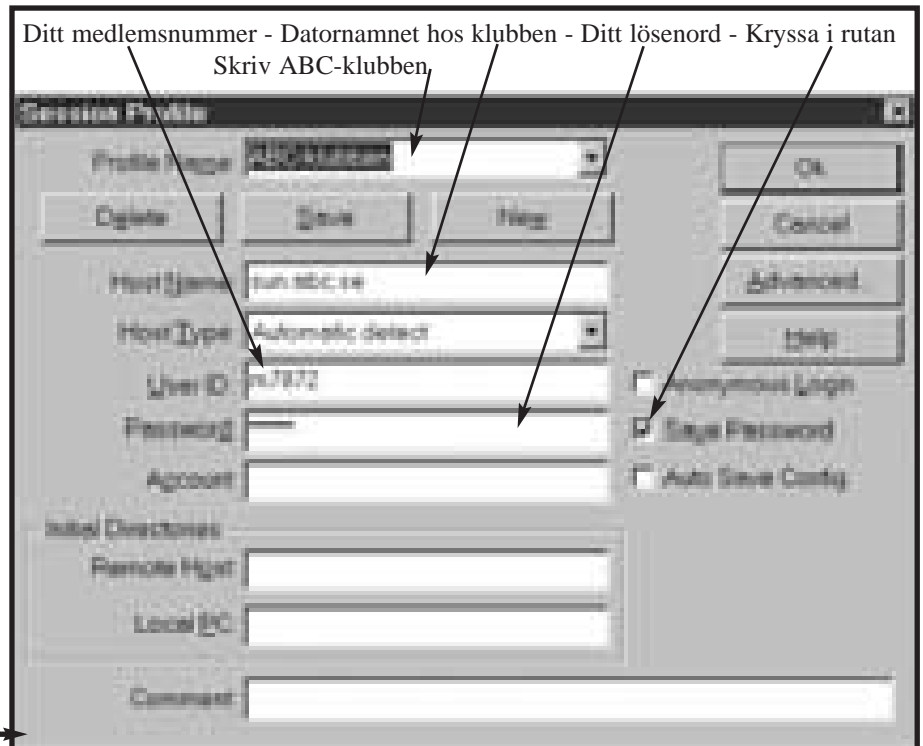 Ditt medlemsnummer - Datornamnet hos klubben - Ditt lösenord - Kryssa i rutan
Skriv ABC-klubben
Session Profile
Profile Name ABC-klubben Ok
Delete Save New Cancel
Host Name sun.abc.se Advanced...
Host Type Automatic detect Help
User ID m7872 Anonymous Login
Password Save Password
Account Auto Save Config
Initial Directories
Remote Host
Local PC
Comment